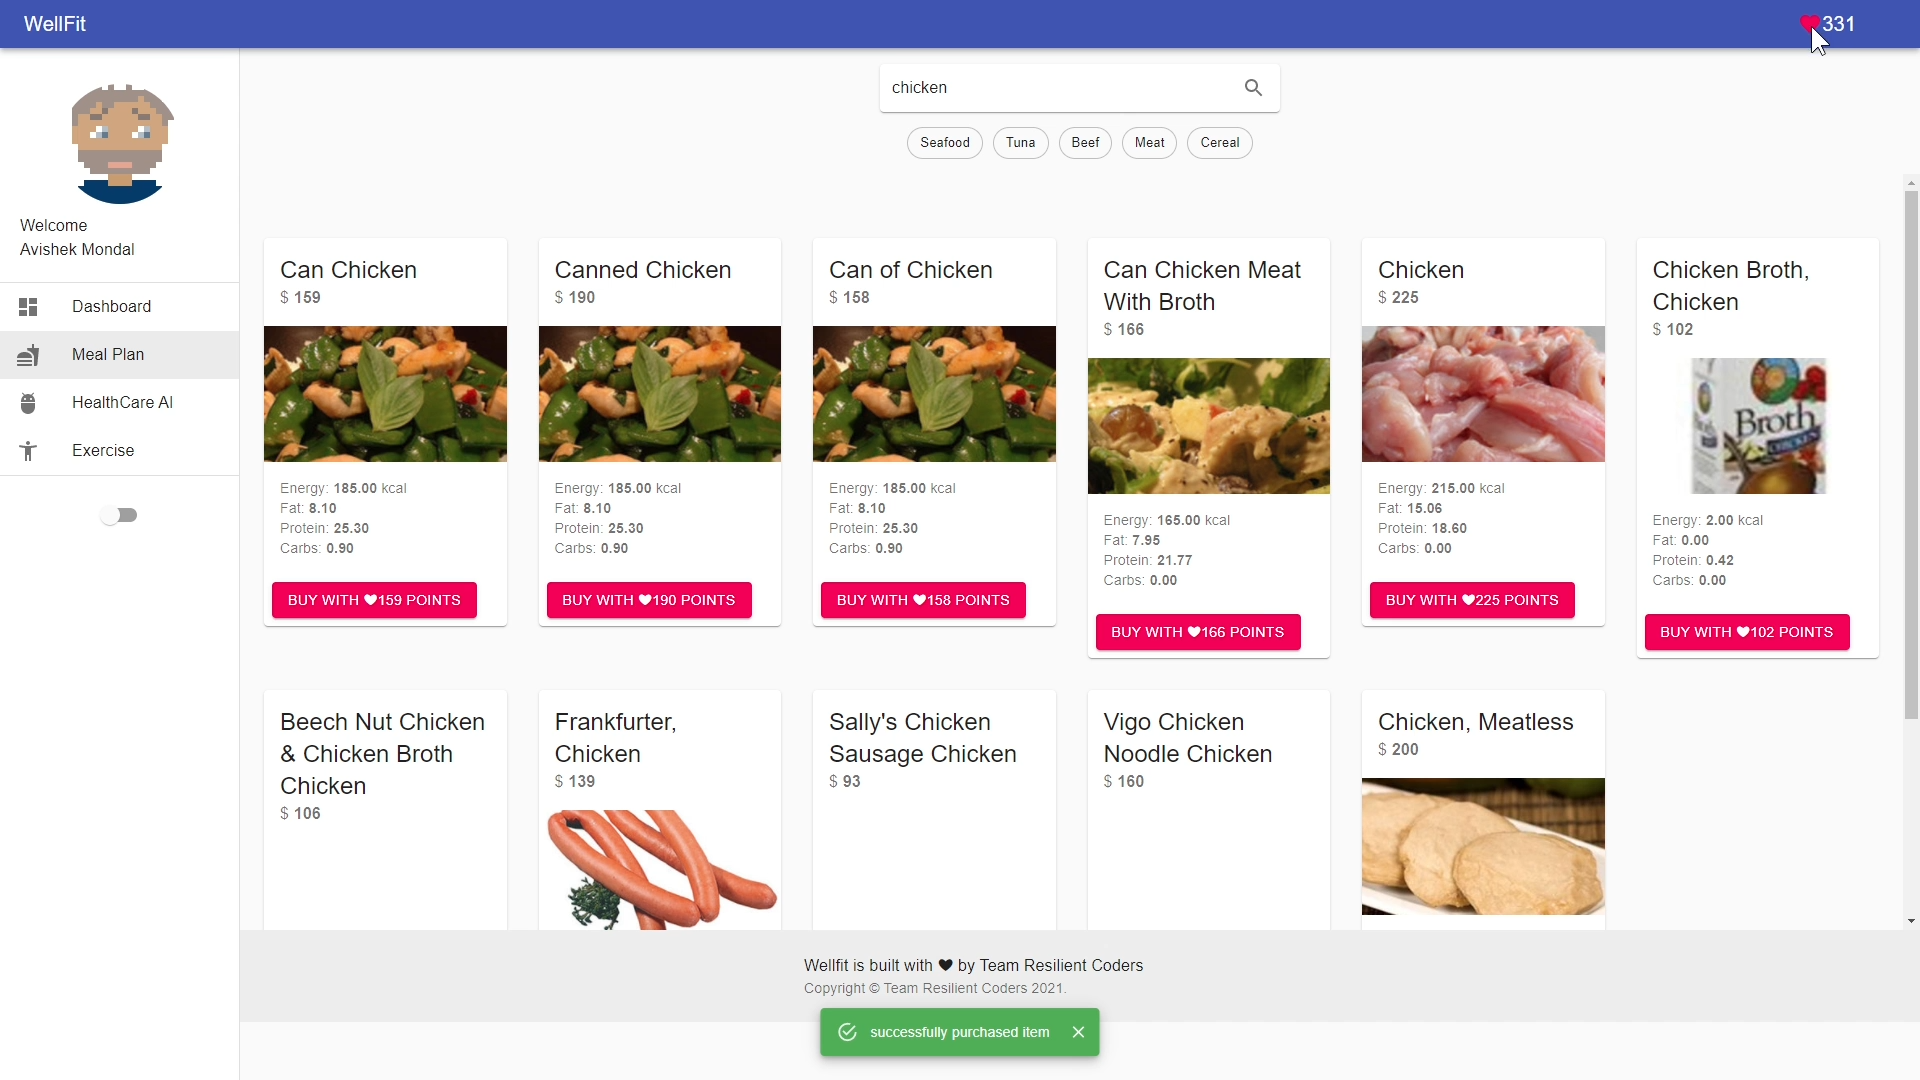 WellFit
❤331
chicken
Seafood
Tuna
Beef
Meat
Cereal
Welcome
Avishek Mondal
Dashboard
Meal Plan
HealthCare AI
Exercise
Can Chicken
$ 159
Energy: 185.00 kcal
Fat: 8.10
Protein: 25.30
Carbs: 0.90
BUY WITH ❤159 POINTS
Canned Chicken
$ 190
Energy: 185.00 kcal
Fat: 8.10
Protein: 25.30
Carbs: 0.90
BUY WITH ❤190 POINTS
Can of Chicken
$ 158
Energy: 185.00 kcal
Fat: 8.10
Protein: 25.30
Carbs: 0.90
BUY WITH ❤158 POINTS
Can Chicken Meat
With Broth
$ 166
Energy: 165.00 kcal
Fat: 7.95
Protein: 21.77
Carbs: 0.00
BUY WITH ❤166 POINTS
Chicken
$ 225
Energy: 215.00 kcal
Fat: 15.06
Protein: 18.60
Carbs: 0.00
BUY WITH ❤225 POINTS
Chicken Broth,
Chicken
$ 102
Broth
Energy: 2.00 kcal
Fat: 0.00
Protein: 0.42
Carbs: 0.00
BUY WITH ❤102 POINTS
Beech Nut Chicken
& Chicken Broth
Chicken
$ 106
Frankfurter,
Chicken
$ 139
Sally's Chicken
Sausage Chicken
$ 93
Vigo Chicken
Noodle Chicken
$ 160
Chicken, Meatless
$ 200
Wellfit is built with ❤ by Team Resilient Coders
Copyright © Team Resilient Coders 2021.
successfully purchased item